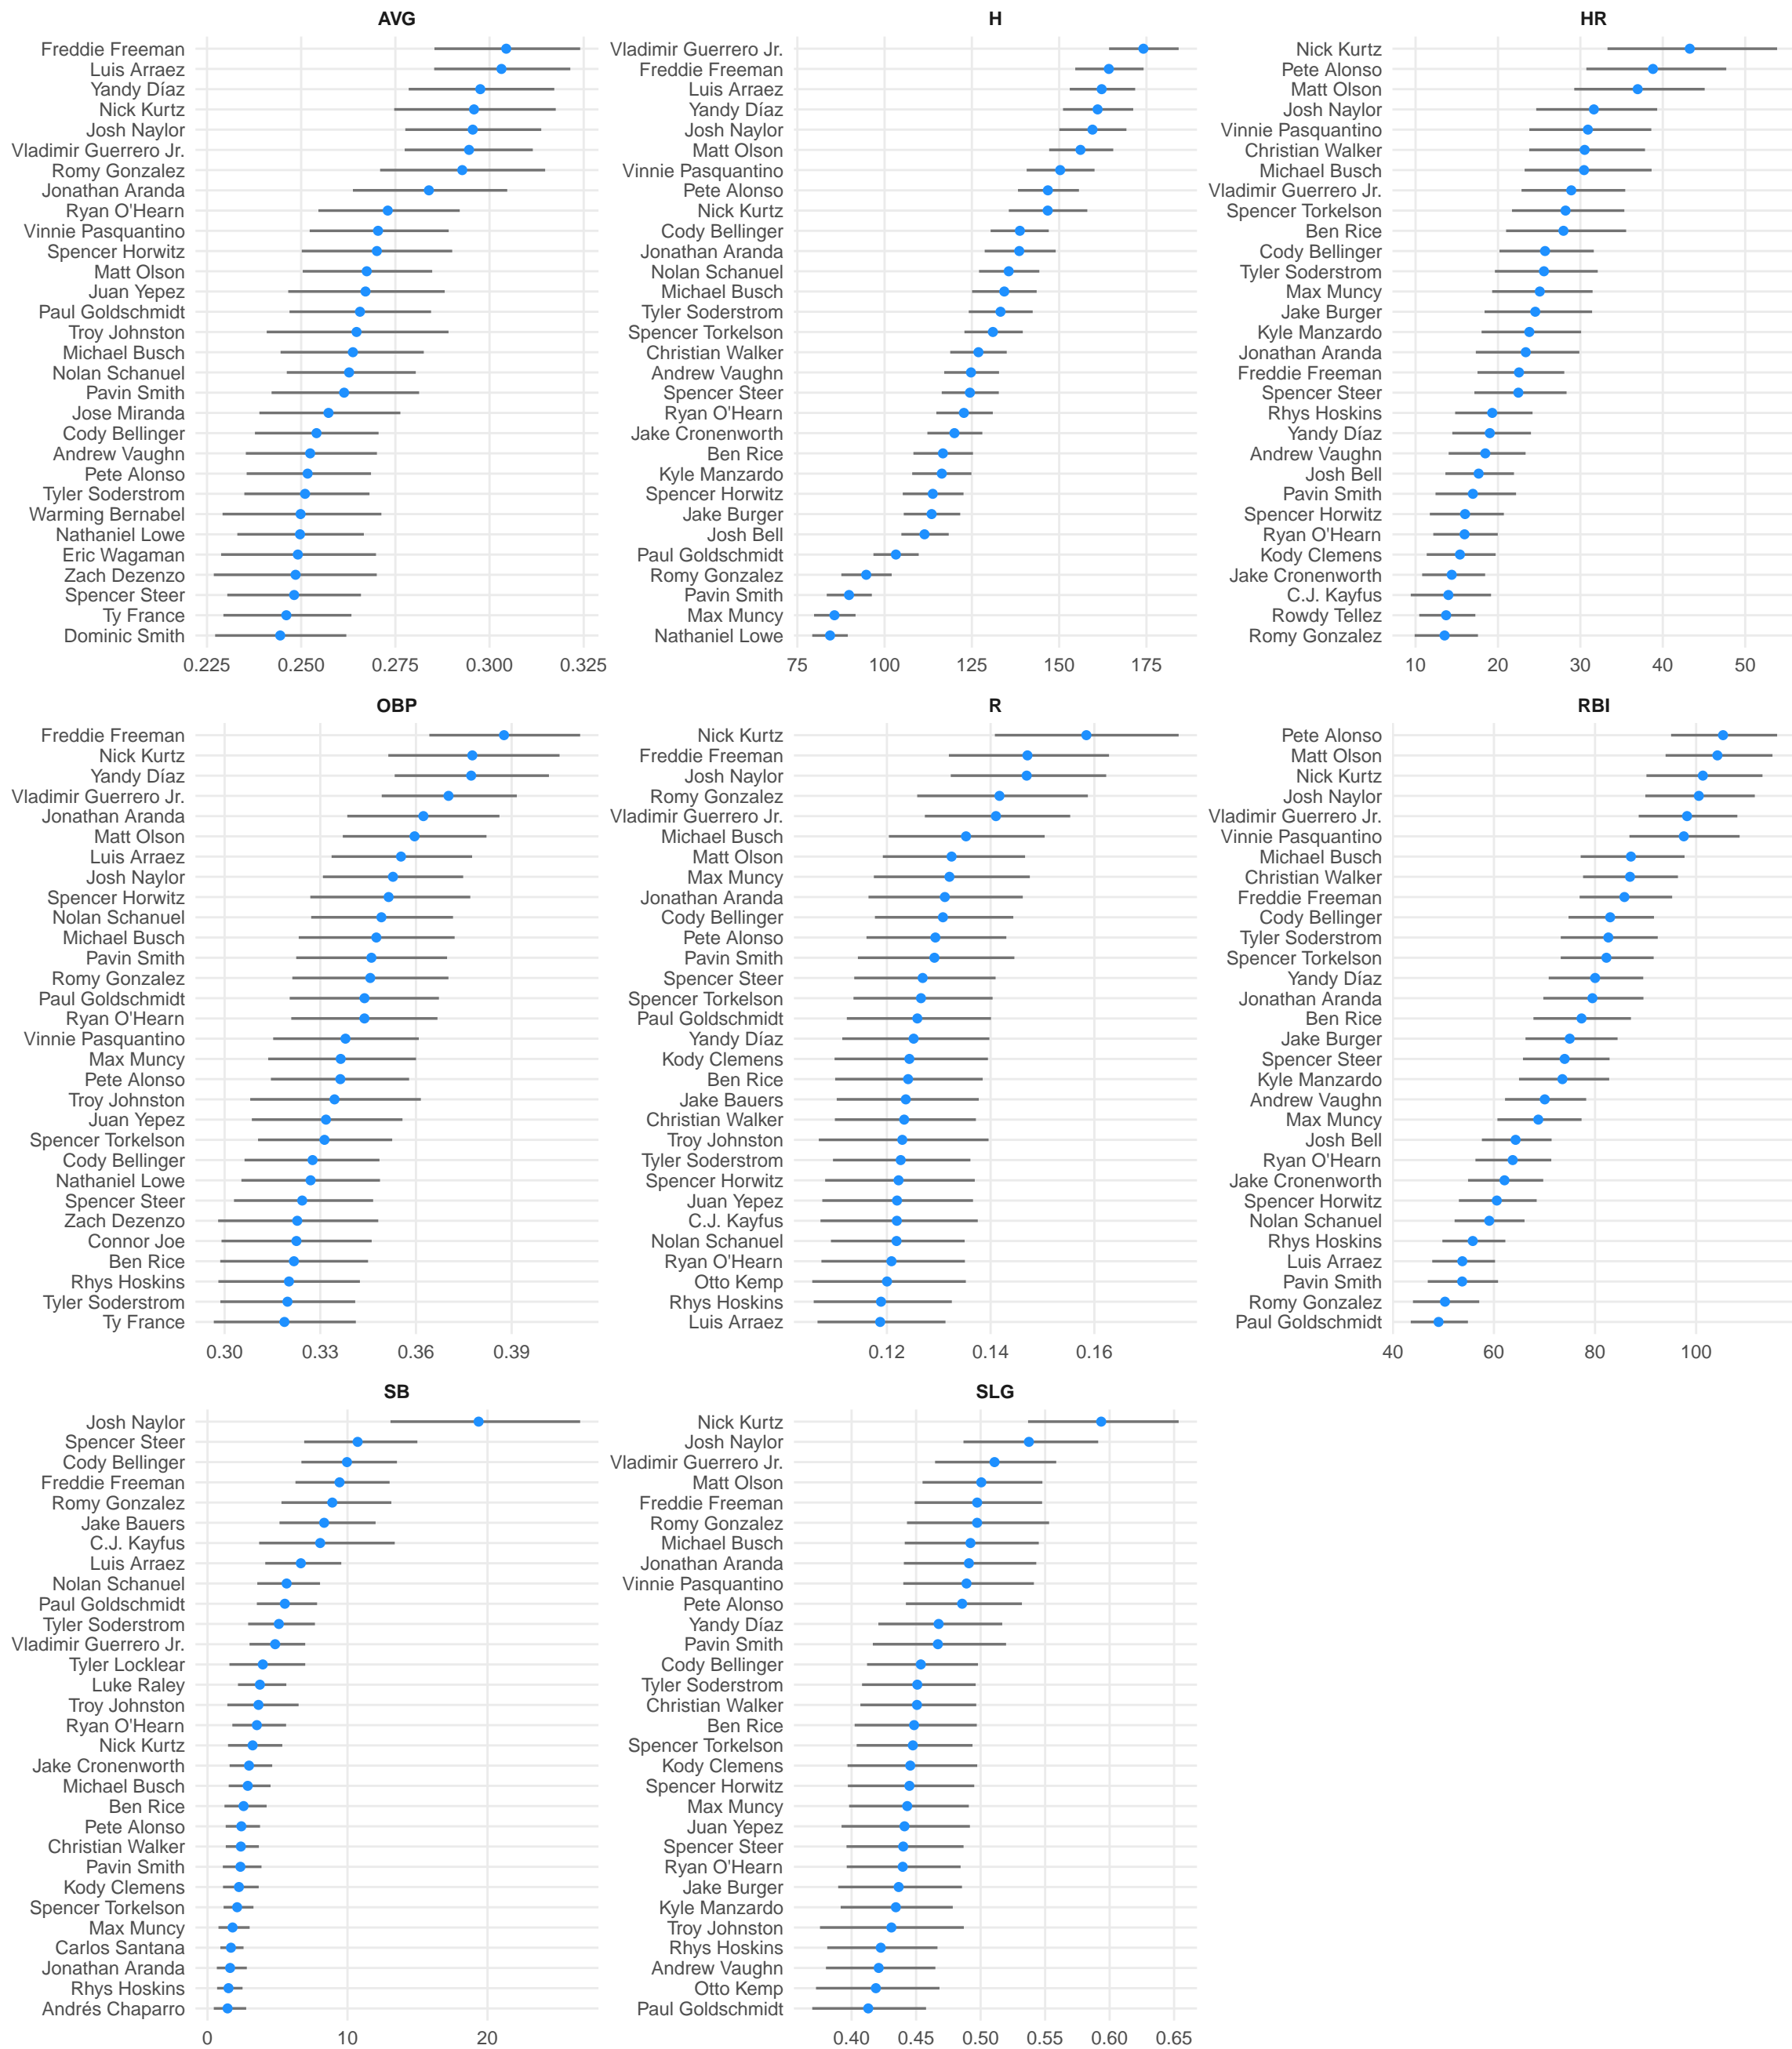 AVG
Freddie Freeman
Luis Arraez
Yandy Díaz
Nick Kurtz
Josh Naylor
Vladimir Guerrero Jr.
Romy Gonzalez
Jonathan Aranda
Ryan O'Hearn
Vinnie Pasquantino
Spencer Horwitz
Matt Olson
Juan Yepez
Paul Goldschmidt
Troy Johnston
Michael Busch
Nolan Schanuel
Pavin Smith
Jose Miranda
Cody Bellinger
Andrew Vaughn
Pete Alonso
Tyler Soderstrom
Warming Bernabel
Nathaniel Lowe
Eric Wagaman
Zach Dezenzo
Spencer Steer
Ty France
Dominic Smith
0.225 0.250 0.275 0.300 0.325
H
Vladimir Guerrero Jr.
Freddie Freeman
Luis Arraez
Yandy Díaz
Josh Naylor
Matt Olson
Vinnie Pasquantino
Pete Alonso
Nick Kurtz
Cody Bellinger
Jonathan Aranda
Nolan Schanuel
Michael Busch
Tyler Soderstrom
Spencer Torkelson
Christian Walker
Andrew Vaughn
Spencer Steer
Ryan O'Hearn
Jake Cronenworth
Ben Rice
Kyle Manzardo
Spencer Horwitz
Jake Burger
Josh Bell
Paul Goldschmidt
Romy Gonzalez
Pavin Smith
Max Muncy
Nathaniel Lowe
75 100 125 150 175
HR
Nick Kurtz
Pete Alonso
Matt Olson
Josh Naylor
Vinnie Pasquantino
Christian Walker
Michael Busch
Vladimir Guerrero Jr.
Spencer Torkelson
Ben Rice
Cody Bellinger
Tyler Soderstrom
Max Muncy
Jake Burger
Kyle Manzardo
Jonathan Aranda
Freddie Freeman
Spencer Steer
Rhys Hoskins
Yandy Díaz
Andrew Vaughn
Josh Bell
Pavin Smith
Spencer Horwitz
Ryan O'Hearn
Kody Clemens
Jake Cronenworth
C.J. Kayfus
Rowdy Tellez
Romy Gonzalez
10 20 30 40 50
OBP
Freddie Freeman
Nick Kurtz
Yandy Díaz
Vladimir Guerrero Jr.
Jonathan Aranda
Matt Olson
Luis Arraez
Josh Naylor
Spencer Horwitz
Nolan Schanuel
Michael Busch
Pavin Smith
Romy Gonzalez
Paul Goldschmidt
Ryan O'Hearn
Vinnie Pasquantino
Max Muncy
Pete Alonso
Troy Johnston
Juan Yepez
Spencer Torkelson
Cody Bellinger
Nathaniel Lowe
Spencer Steer
Zach Dezenzo
Connor Joe
Ben Rice
Rhys Hoskins
Tyler Soderstrom
Ty France
0.30 0.33 0.36 0.39
R
Nick Kurtz
Freddie Freeman
Josh Naylor
Romy Gonzalez
Vladimir Guerrero Jr.
Michael Busch
Matt Olson
Max Muncy
Jonathan Aranda
Cody Bellinger
Pete Alonso
Pavin Smith
Spencer Steer
Spencer Torkelson
Paul Goldschmidt
Yandy Díaz
Kody Clemens
Ben Rice
Jake Bauers
Christian Walker
Troy Johnston
Tyler Soderstrom
Spencer Horwitz
Juan Yepez
C.J. Kayfus
Nolan Schanuel
Ryan O'Hearn
Otto Kemp
Rhys Hoskins
Luis Arraez
0.12 0.14 0.16
RBI
Pete Alonso
Matt Olson
Nick Kurtz
Josh Naylor
Vladimir Guerrero Jr.
Vinnie Pasquantino
Michael Busch
Christian Walker
Freddie Freeman
Cody Bellinger
Tyler Soderstrom
Spencer Torkelson
Yandy Díaz
Jonathan Aranda
Ben Rice
Jake Burger
Spencer Steer
Kyle Manzardo
Andrew Vaughn
Max Muncy
Josh Bell
Ryan O'Hearn
Jake Cronenworth
Spencer Horwitz
Nolan Schanuel
Rhys Hoskins
Luis Arraez
Pavin Smith
Romy Gonzalez
Paul Goldschmidt
40 60 80 100
SB
Josh Naylor
Spencer Steer
Cody Bellinger
Freddie Freeman
Romy Gonzalez
Jake Bauers
C.J. Kayfus
Luis Arraez
Nolan Schanuel
Paul Goldschmidt
Tyler Soderstrom
Vladimir Guerrero Jr.
Tyler Locklear
Luke Raley
Troy Johnston
Ryan O'Hearn
Nick Kurtz
Jake Cronenworth
Michael Busch
Ben Rice
Pete Alonso
Christian Walker
Pavin Smith
Kody Clemens
Spencer Torkelson
Max Muncy
Carlos Santana
Jonathan Aranda
Rhys Hoskins
Andrés Chaparro
0 10 20
SLG
Nick Kurtz
Josh Naylor
Vladimir Guerrero Jr.
Matt Olson
Freddie Freeman
Romy Gonzalez
Michael Busch
Jonathan Aranda
Vinnie Pasquantino
Pete Alonso
Yandy Díaz
Pavin Smith
Cody Bellinger
Tyler Soderstrom
Christian Walker
Ben Rice
Spencer Torkelson
Kody Clemens
Spencer Horwitz
Max Muncy
Juan Yepez
Spencer Steer
Ryan O'Hearn
Jake Burger
Kyle Manzardo
Troy Johnston
Rhys Hoskins
Andrew Vaughn
Otto Kemp
Paul Goldschmidt
0.40 0.45 0.50 0.55 0.60 0.65